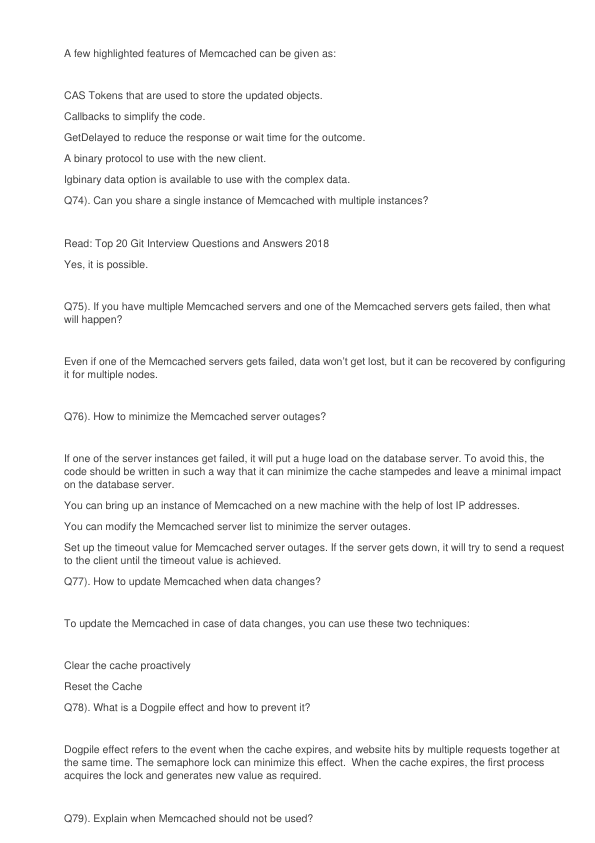 A few highlighted features of Memcached can be given as:
CAS Tokens that are used to store the updated objects.
Callbacks to simplify the code.
GetDelayed to reduce the response or wait time for the outcome.
A binary protocol to use with the new client.
Igbinary data option is available to use with the complex data.
Q74). Can you share a single instance of Memcached with multiple instances?
Read: Top 20 Git Interview Questions and Answers 2018
Yes, it is possible.
Q75). If you have multiple Memcached servers and one of the Memcached servers gets failed, then what
will happen?
Even if one of the Memcached servers gets failed, data won’t get lost, but it can be recovered by configuring
it for multiple nodes.
Q76). How to minimize the Memcached server outages?
If one of the server instances get failed, it will put a huge load on the database server. To avoid this, the
code should be written in such a way that it can minimize the cache stampedes and leave a minimal impact
on the database server.
You can bring up an instance of Memcached on a new machine with the help of lost IP addresses.
You can modify the Memcached server list to minimize the server outages.
Set up the timeout value for Memcached server outages. If the server gets down, it will try to send a request
to the client until the timeout value is achieved.
Q77). How to update Memcached when data changes?
To update the Memcached in case of data changes, you can use these two techniques:
Clear the cache proactively
Reset the Cache
Q78). What is a Dogpile effect and how to prevent it?
Dogpile effect refers to the event when the cache expires, and website hits by multiple requests together at
the same time. The semaphore lock can minimize this effect.  When the cache expires, the first process
acquires the lock and generates new value as required.
Q79). Explain when Memcached should not be used?